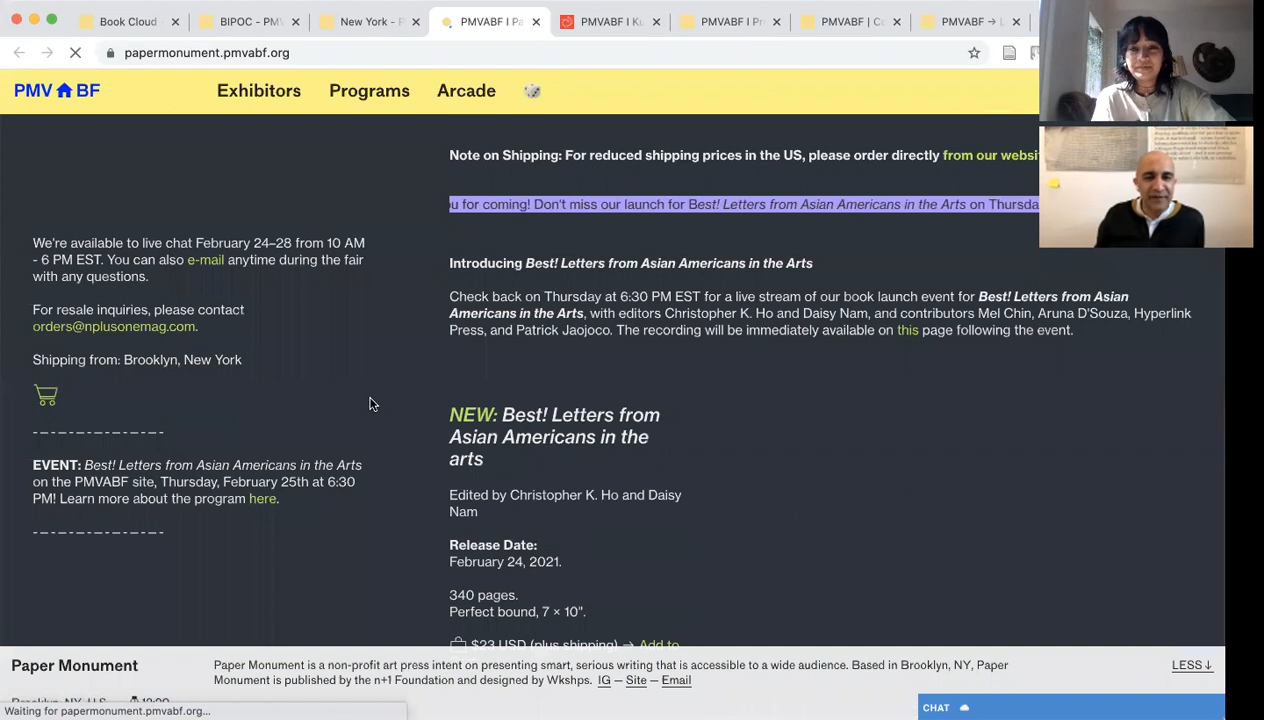 Book Cloud
BIPOC - PMV
New York - P
PMVABF I Pa
PMVABF I Ku
PMVABF I Pr
PMVABF | Co
PMVABF → L
papermonument.pmvabf.org
PMV BF
Exhibitors
Programs
Arcade
Note on Shipping: For reduced shipping prices in the US, please order directly from our websi
u for coming! Don't miss our launch for Best! Letters from Asian Americans in the Arts on Thursda
We're available to live chat February 24–28 from 10 AM
- 6 PM EST. You can also e-mail anytime during the fair
with any questions.
For resale inquiries, please contact
orders@nplusonemag.com.
Shipping from: Brooklyn, New York
EVENT: Best! Letters from Asian Americans in the Arts
on the PMVABF site, Thursday, February 25th at 6:30
PM! Learn more about the program here.
Introducing Best! Letters from Asian Americans in the Arts
Check back on Thursday at 6:30 PM EST for a live stream of our book launch event for Best! Letters from Asian
Americans in the Arts, with editors Christopher K. Ho and Daisy Nam, and contributors Mel Chin, Aruna D'Souza, Hyperlink
Press, and Patrick Jaojoco. The recording will be immediately available on this page following the event.
NEW: Best! Letters from
Asian Americans in the
arts
Edited by Christopher K. Ho and Daisy
Nam
Release Date:
February 24, 2021.
340 pages.
Perfect bound, 7 × 10".
$23 USD (plus shipping) → Add to
Paper Monument
Paper Monument is a non-profit art press intent on presenting smart, serious writing that is accessible to a wide audience. Based in Brooklyn, NY, Paper
Monument is published by the n+1 Foundation and designed by Wkshps. IG — Site — Email
LESS↓
Brooklyn, NY, U.S.
Waiting for papermonument.pmvabf.org...
CHAT